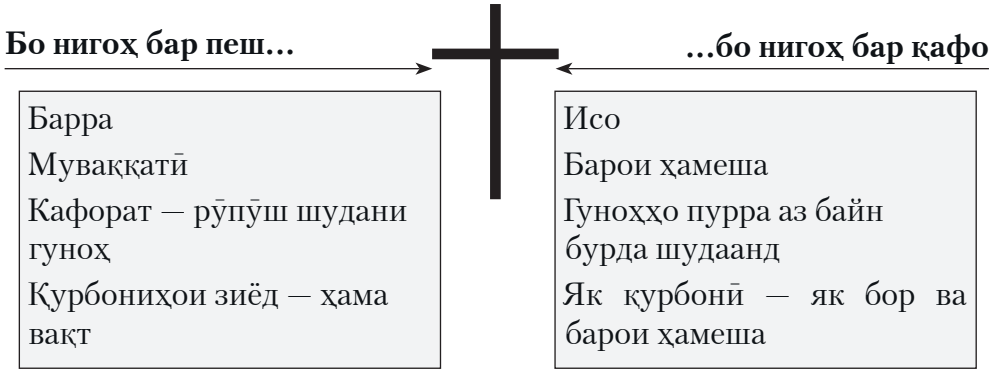 Бо нигоҳ бар пеш...
...бо нигоҳ бар қафо
Барра
Муваққатӣ
Кафорат – рӯпӯш шудани
гуноҳ
Қурбониҳои зиёд – ҳама
вақт
Исо
Барои ҳамеша
Гуноҳҳо пурра аз байн
бурда шудаанд
Як қурбонӣ – як бор ва
барои ҳамеша